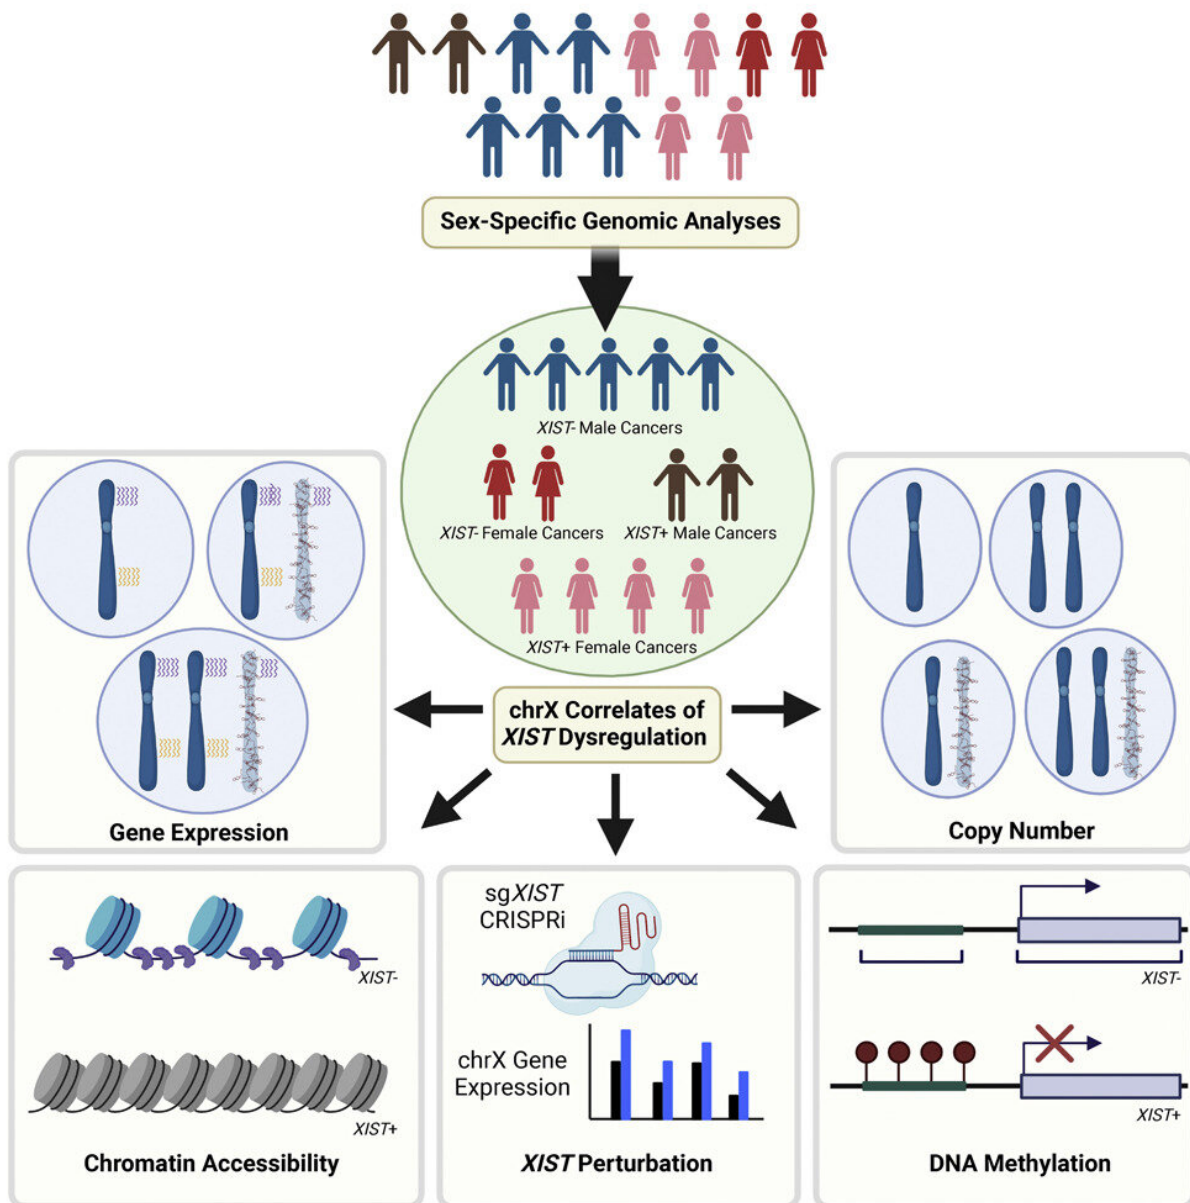 Sex-Specific Genomic Analyses
XIST- Male Cancers
XIST- Female Cancers
XIST+ Male Cancers
XIST+ Female Cancers
chrX Correlates of
XIST Dysregulation
Gene Expression
Copy Number
XIST-
XIST+
Chromatin Accessibility
sgXIST
CRISPRi
chrX Gene
Expression
XIST Perturbation
XIST-
XIST+
DNA Methylation